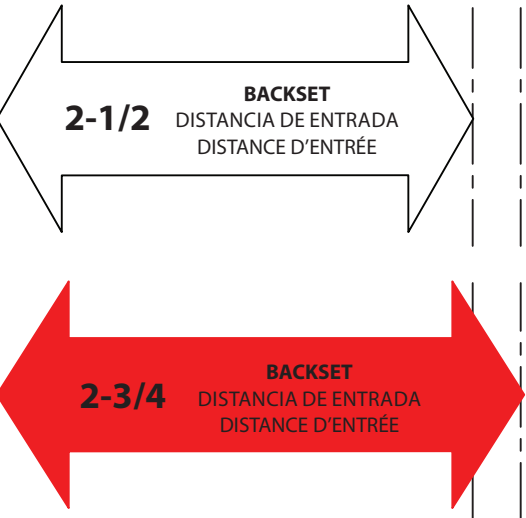 2-1/2
BACKSET
DISTANCIA DE ENTRADA
DISTANCE D'ENTRÉE
2-3/4
BACKSET
DISTANCIA DE ENTRADA
DISTANCE D'ENTRÉE